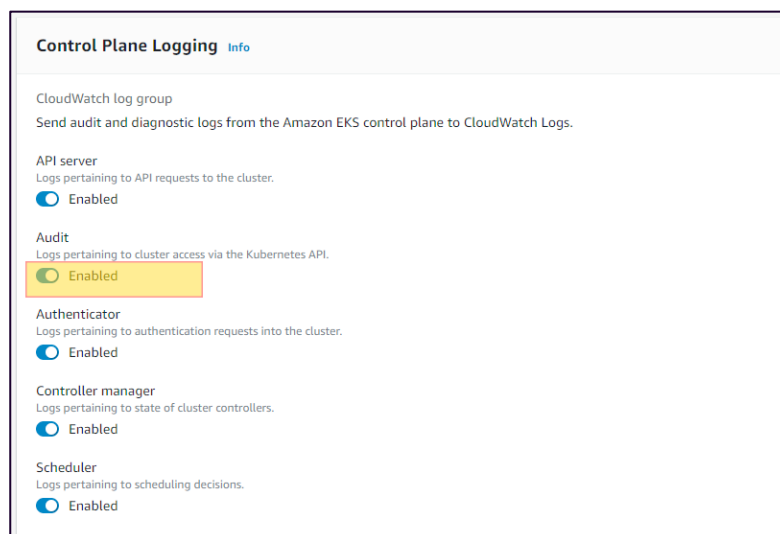 Control Plane Logging Info
CloudWatch log group
Send audit and diagnostic logs from the Amazon EKS control plane to CloudWatch Logs.
API server
Logs pertaining to API requests to the cluster.
Enabled
Audit
Logs pertaining to cluster access via the Kubernetes API.
Enabled
Authenticator
Logs pertaining to authentication requests into the cluster.
Enabled
Controller manager
Logs pertaining to state of cluster controllers.
Enabled
Scheduler
Logs pertaining to scheduling decisions.
Enabled